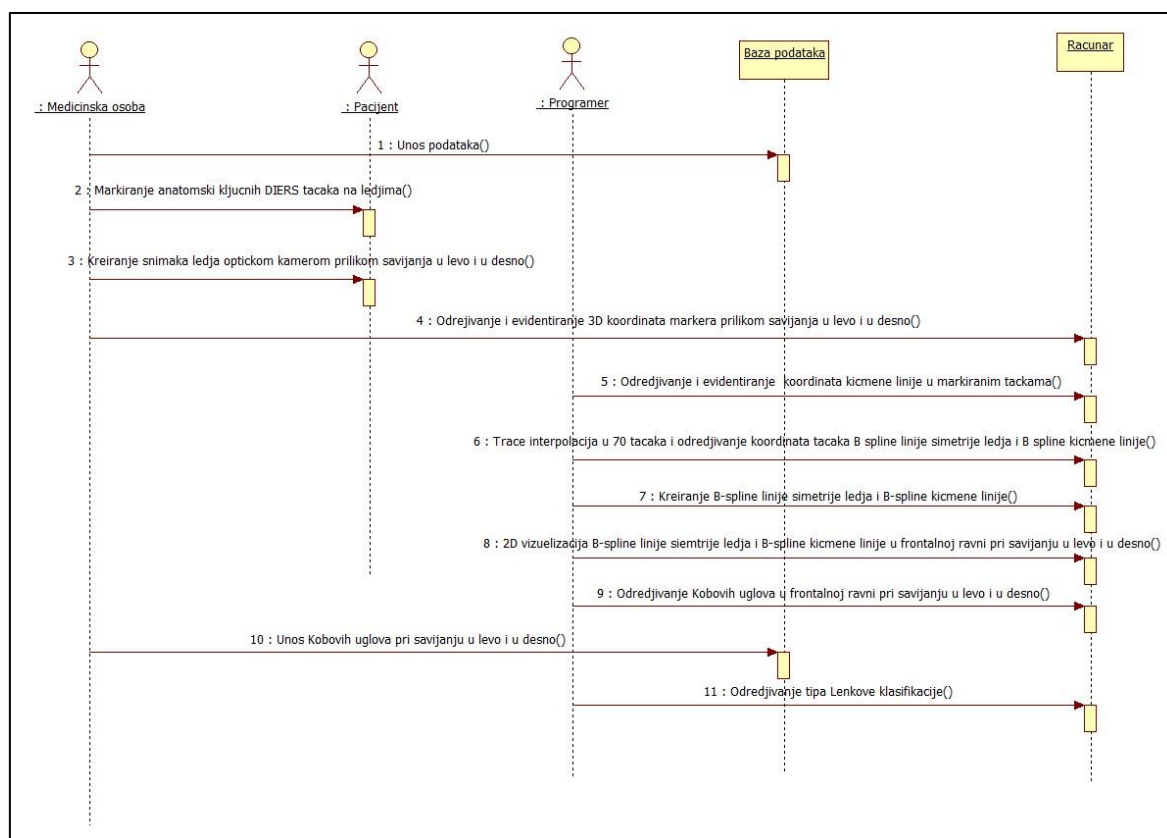 : Medicinska osoba
: Pacijent
: Programer
Baza podataka
Racunar
1 : Unos podataka()
2 : Markiranje anatomski kljucnih DIERS tacaka na ledjima()
3 : Kreiranje snimaka ledja optickom kamerom prilikom savijanja u levo i u desno()
4 : Odrejivanje i evidentiranje 3D koordinata markera prilikom savijanja u levo i u desno()
5 : Odredjivanje i evidentiranje koordinata kicmene linije u markiranim tackama()
6 : Trace interpolacija u 70 tacaka i odredjivanje koordinata tacaka B spline linije simetrije ledja i B spline kicmene linije()
7 : Kreiranje B-spline linije simetrije ledja i B-spline kicmene linije()
8 : 2D vizuelizacija B-spline linije siemtrije ledja i B-spline kicmene linije u frontalnoj ravni pri savijanju u levo i u desno()
9 : Odredjivanje Kobovih uglova u frontalnoj ravni pri savijanju u levo i u desno()
10 : Unos Kobovih uglova pri savijanju u levo i u desno()
11 : Odredjivanje tipa Lenkove klasifikacije()